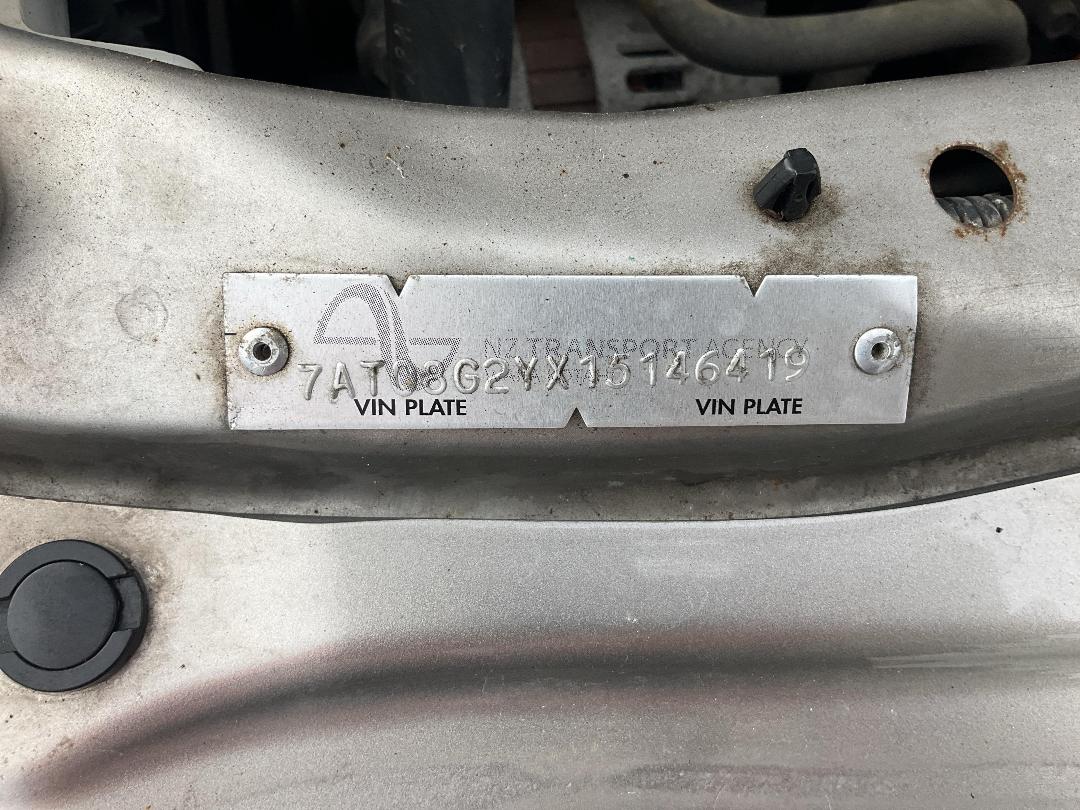 NZ TRANSPORT AGENCY
7AT08G2YX15146419
VIN PLATE VIN PLATE